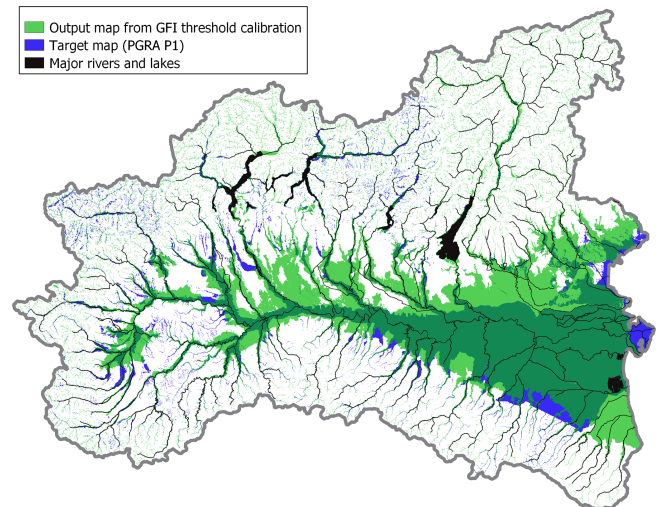 Output map from GFI threshold calibration
Target map (PGRA P1)
Major rivers and lakes